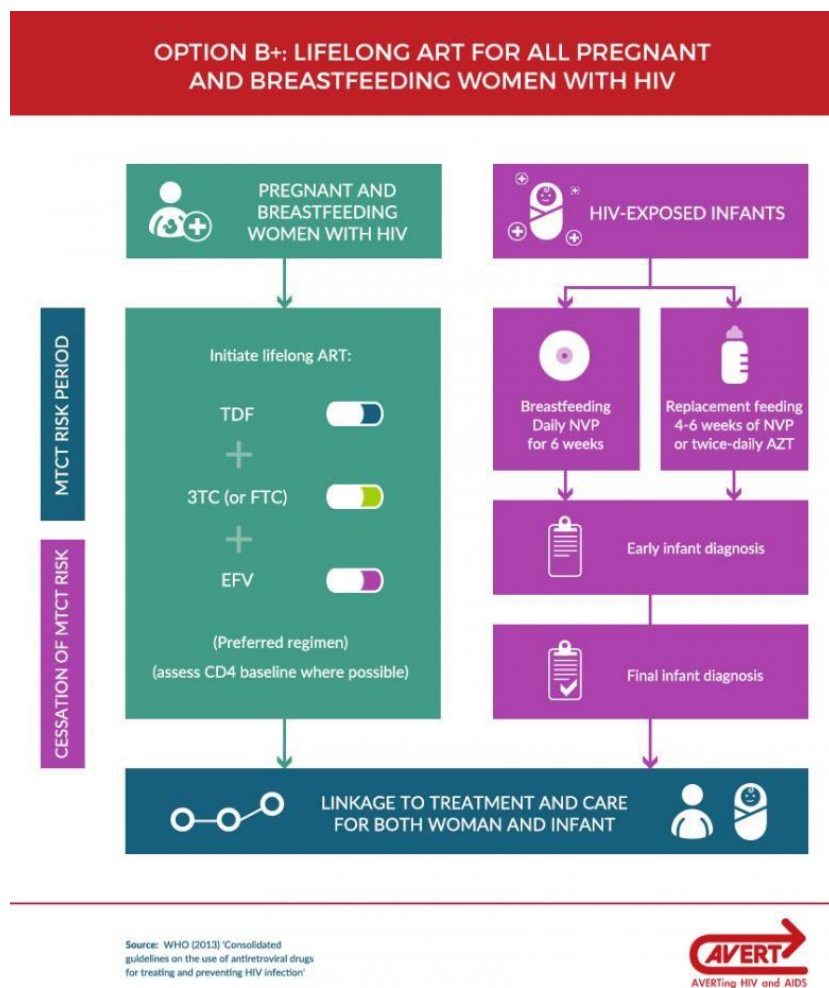 OPTION B+: LIFELONG ART FOR ALL PREGNANT
AND BREASTFEEDING WOMEN WITH HIV
PREGNANT AND
BREASTFEEDING
WOMEN WITH HIV
HIV-EXPOSED INFANTS
MTCT RISK PERIOD
CESSATION OF MTCT RISK
Initiate lifelong ART:
TDF
+
3TC (or FTC)
+
EFV
(Preferred regimen)
(assess CD4 baseline where possible)
Breastfeeding
Daily NVP
for 6 weeks
Replacement feeding
4-6 weeks of NVP
or twice-daily AZT
Early infant diagnosis
Final infant diagnosis
LINKAGE TO TREATMENT AND CARE
FOR BOTH WOMAN AND INFANT
Source: WHO (2013) 'Consolidated
guidelines on the use of antiretroviral drugs
for treating and preventing HIV infection'
AVERT
AVERTing HIV and AIDS